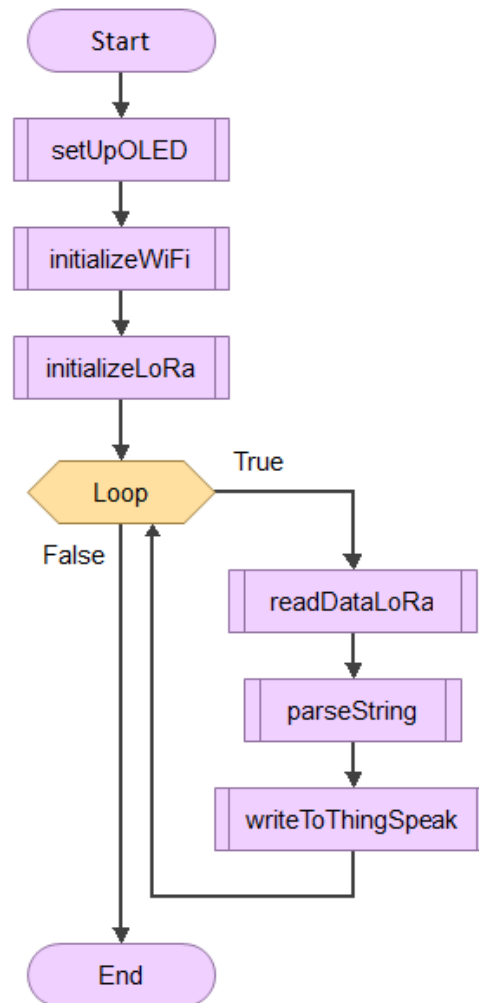 Start
setUpOLED
initializeWiFi
initializeLoRa
Loop
True
False
readDataLoRa
parseString
writeToThingSpeak
End